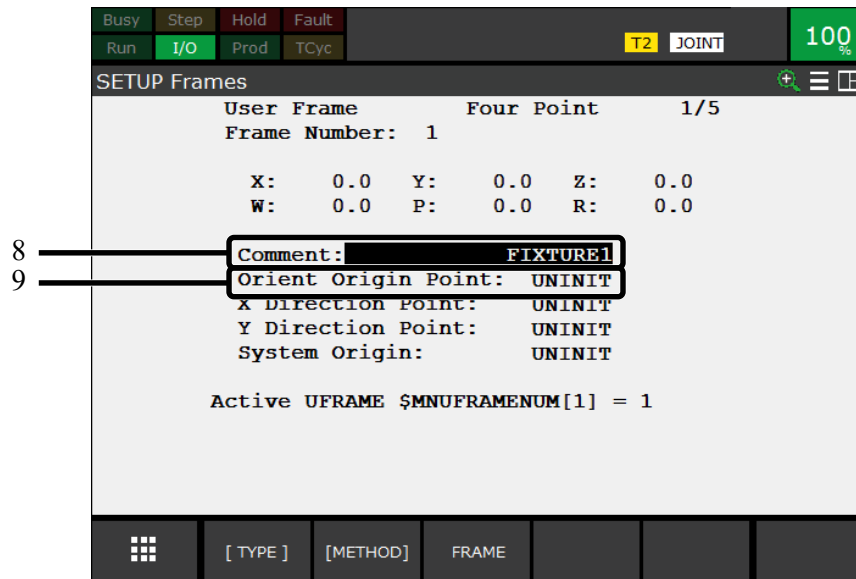 Busy Step Hold Fault
Run I/O Prod TCyc T2 JOINT 100%
SETUP Frames
User Frame Four Point 1/5
Frame Number: 1
X: 0.0 Y: 0.0 Z: 0.0
W: 0.0 P: 0.0 R: 0.0
8 Comment: FIXTURE1
9 Orient Origin Point: UNINIT
X Direction Point: UNINIT
Y Direction Point: UNINIT
System Origin: UNINIT
Active UFRAME $MNUFRAMENUM[1] = 1
[ TYPE ] [METHOD] FRAME